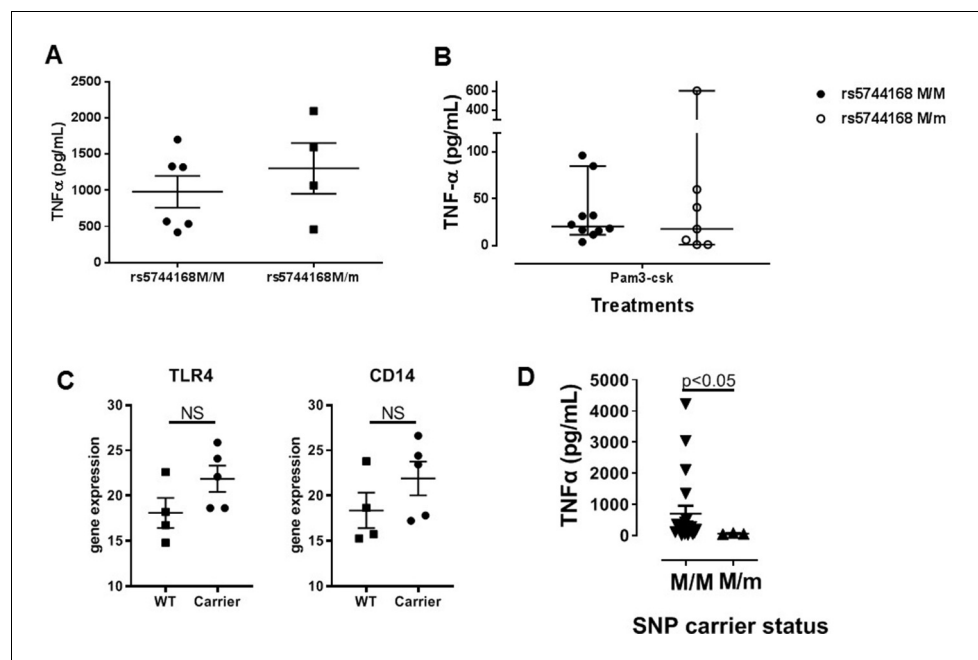 A
TNFα (pg/mL)
2500
2000
1500
1000
500
0
rs5744168M/M
rs5744168M/m
B
TNF-α (pg/mL)
600
400
100
50
0
Pam3-csk
Treatments
rs5744168 M/M
rs5744168 M/m
C
TLR4
gene expression
30
25
20
15
10
NS
WT
Carrier
CD14
gene expression
30
25
20
15
10
NS
WT
Carrier
D
TNFα (pg/mL)
5000
4000
3000
2000
1000
0
p<0.05
M/M M/m
SNP carrier status